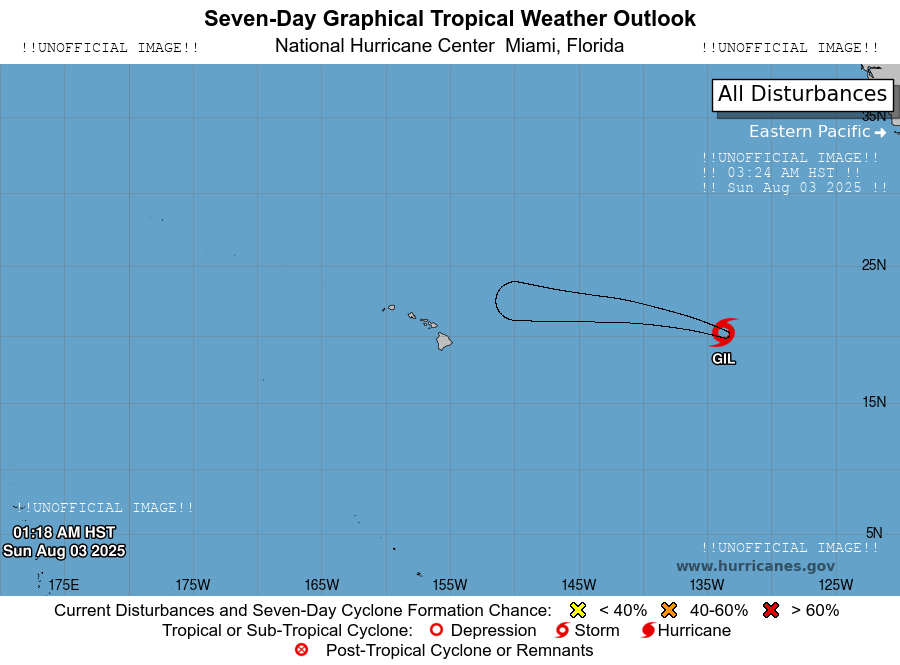 Seven-Day Graphical Tropical Weather Outlook
!!UNOFFICIAL IMAGE!! National Hurricane Center Miami, Florida !!UNOFFICIAL IMAGE!!
All Disturbances
35N
Eastern Pacific
!!UNOFFICIAL IMAGE!!
!! 03:24 AM HST !!
!! Sun Aug 03 2025 !!
25N
GIL
15N
!!UNOFFICIAL IMAGE!!
01:18 AM HST
Sun Aug 03 2025
5N
!!UNOFFICIAL IMAGE!!
www.hurricanes.gov
175E 175W 165W 155W 145W 135W 125W
Current Disturbances and Seven-Day Cyclone Formation Chance: < 40% 40-60% > 60%
Tropical or Sub-Tropical Cyclone: Depression Storm Hurricane
Post-Tropical Cyclone or Remnants